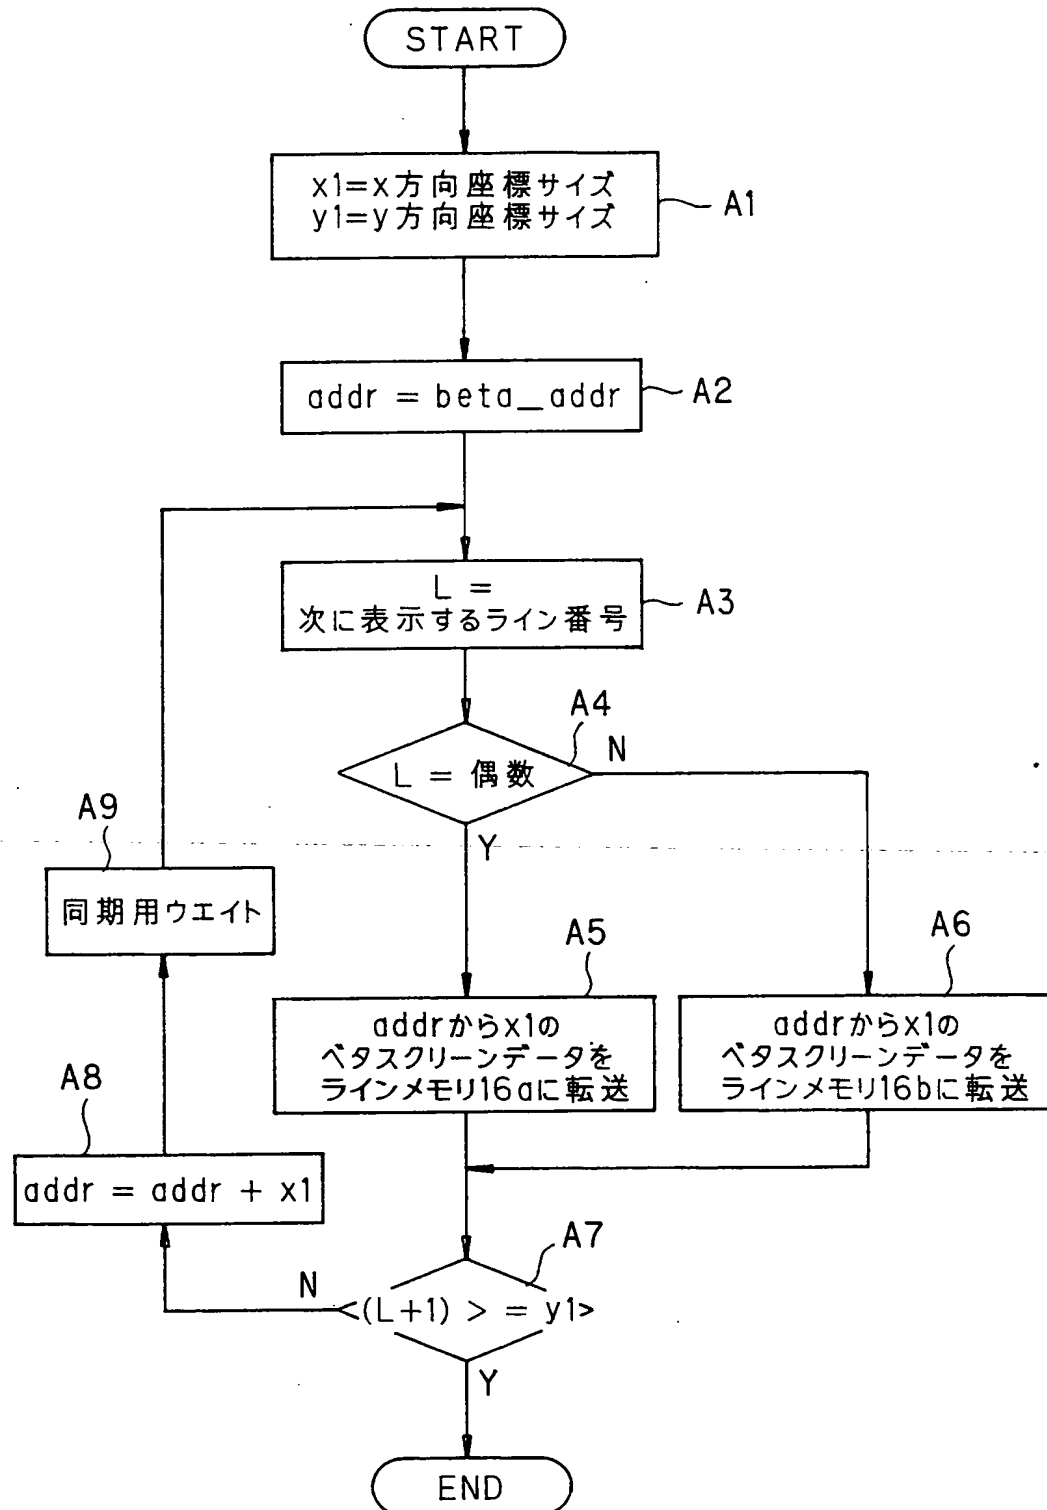 START
x1=x方向座標サイズ
y1=y方向座標サイズ
A1
addr = beta_addr
A2
L =
次に表示するライン番号
A3
A4
L = 偶数
N
Y
A9
同期用ウエイト
A5
addrからx1の
ベタスクリーンデータを
ラインメモリ16aに転送
A6
addrからx1の
ベタスクリーンデータを
ラインメモリ16bに転送
A8
addr = addr + x1
A7
N
(L+1) > = y1
Y
END